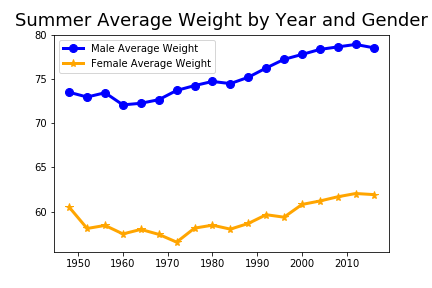 Summer Average Weight by Year and Gender
Male Average Weight
Female Average Weight
80
75
70
65
60
1950 1960 1970 1980 1990 2000 2010